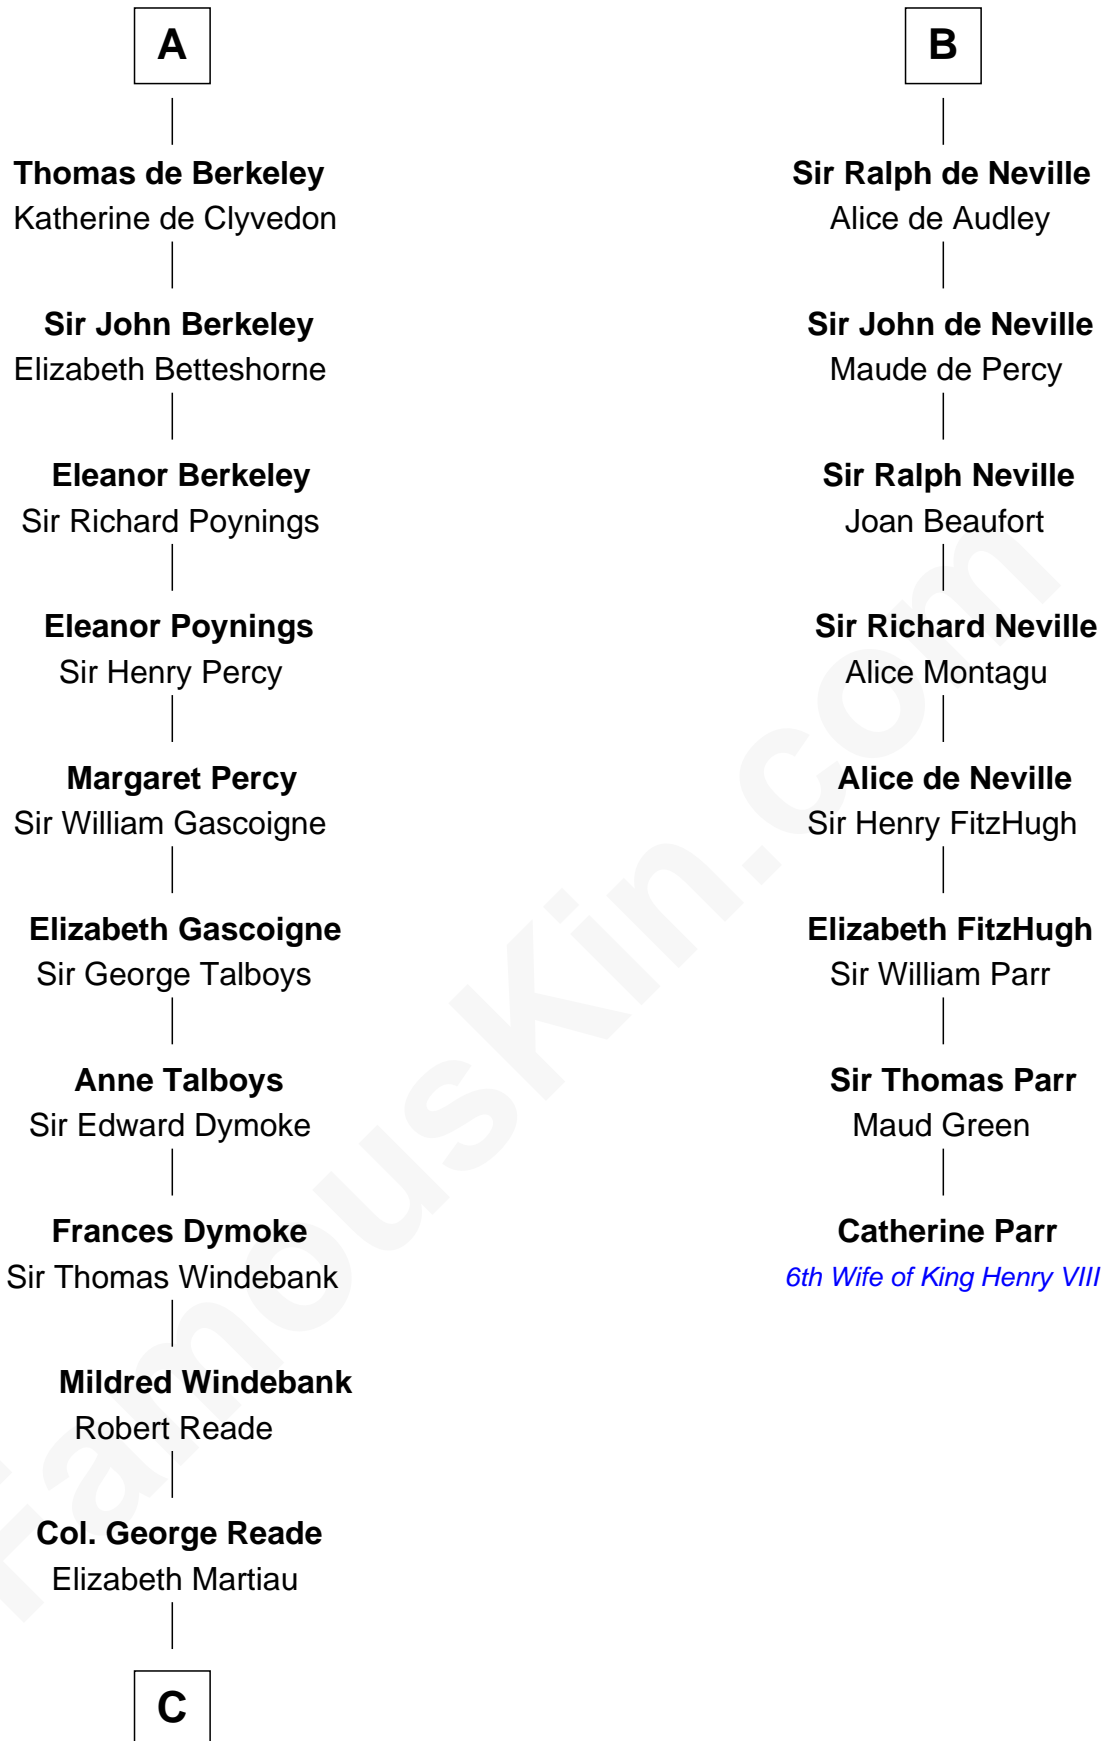 A
Thomas de Berkeley
Katherine de Clyvedon
Sir John Berkeley
Elizabeth Betteshorne
Eleanor Berkeley
Sir Richard Poynings
Eleanor Poynings
Sir Henry Percy
Margaret Percy
Sir William Gascoigne
Elizabeth Gascoigne
Sir George Talboys
Anne Talboys
Sir Edward Dymoke
Frances Dymoke
Sir Thomas Windebank
Mildred Windebank
Robert Reade
Col. George Reade
Elizabeth Martiau
C
B
Sir Ralph de Neville
Alice de Audley
Sir John de Neville
Maude de Percy
Sir Ralph Neville
Joan Beaufort
Sir Richard Neville
Alice Montagu
Alice de Neville
Sir Henry FitzHugh
Elizabeth FitzHugh
Sir William Parr
Sir Thomas Parr
Maud Green
Catherine Parr
6th Wife of King Henry VIII
FamousKin.com